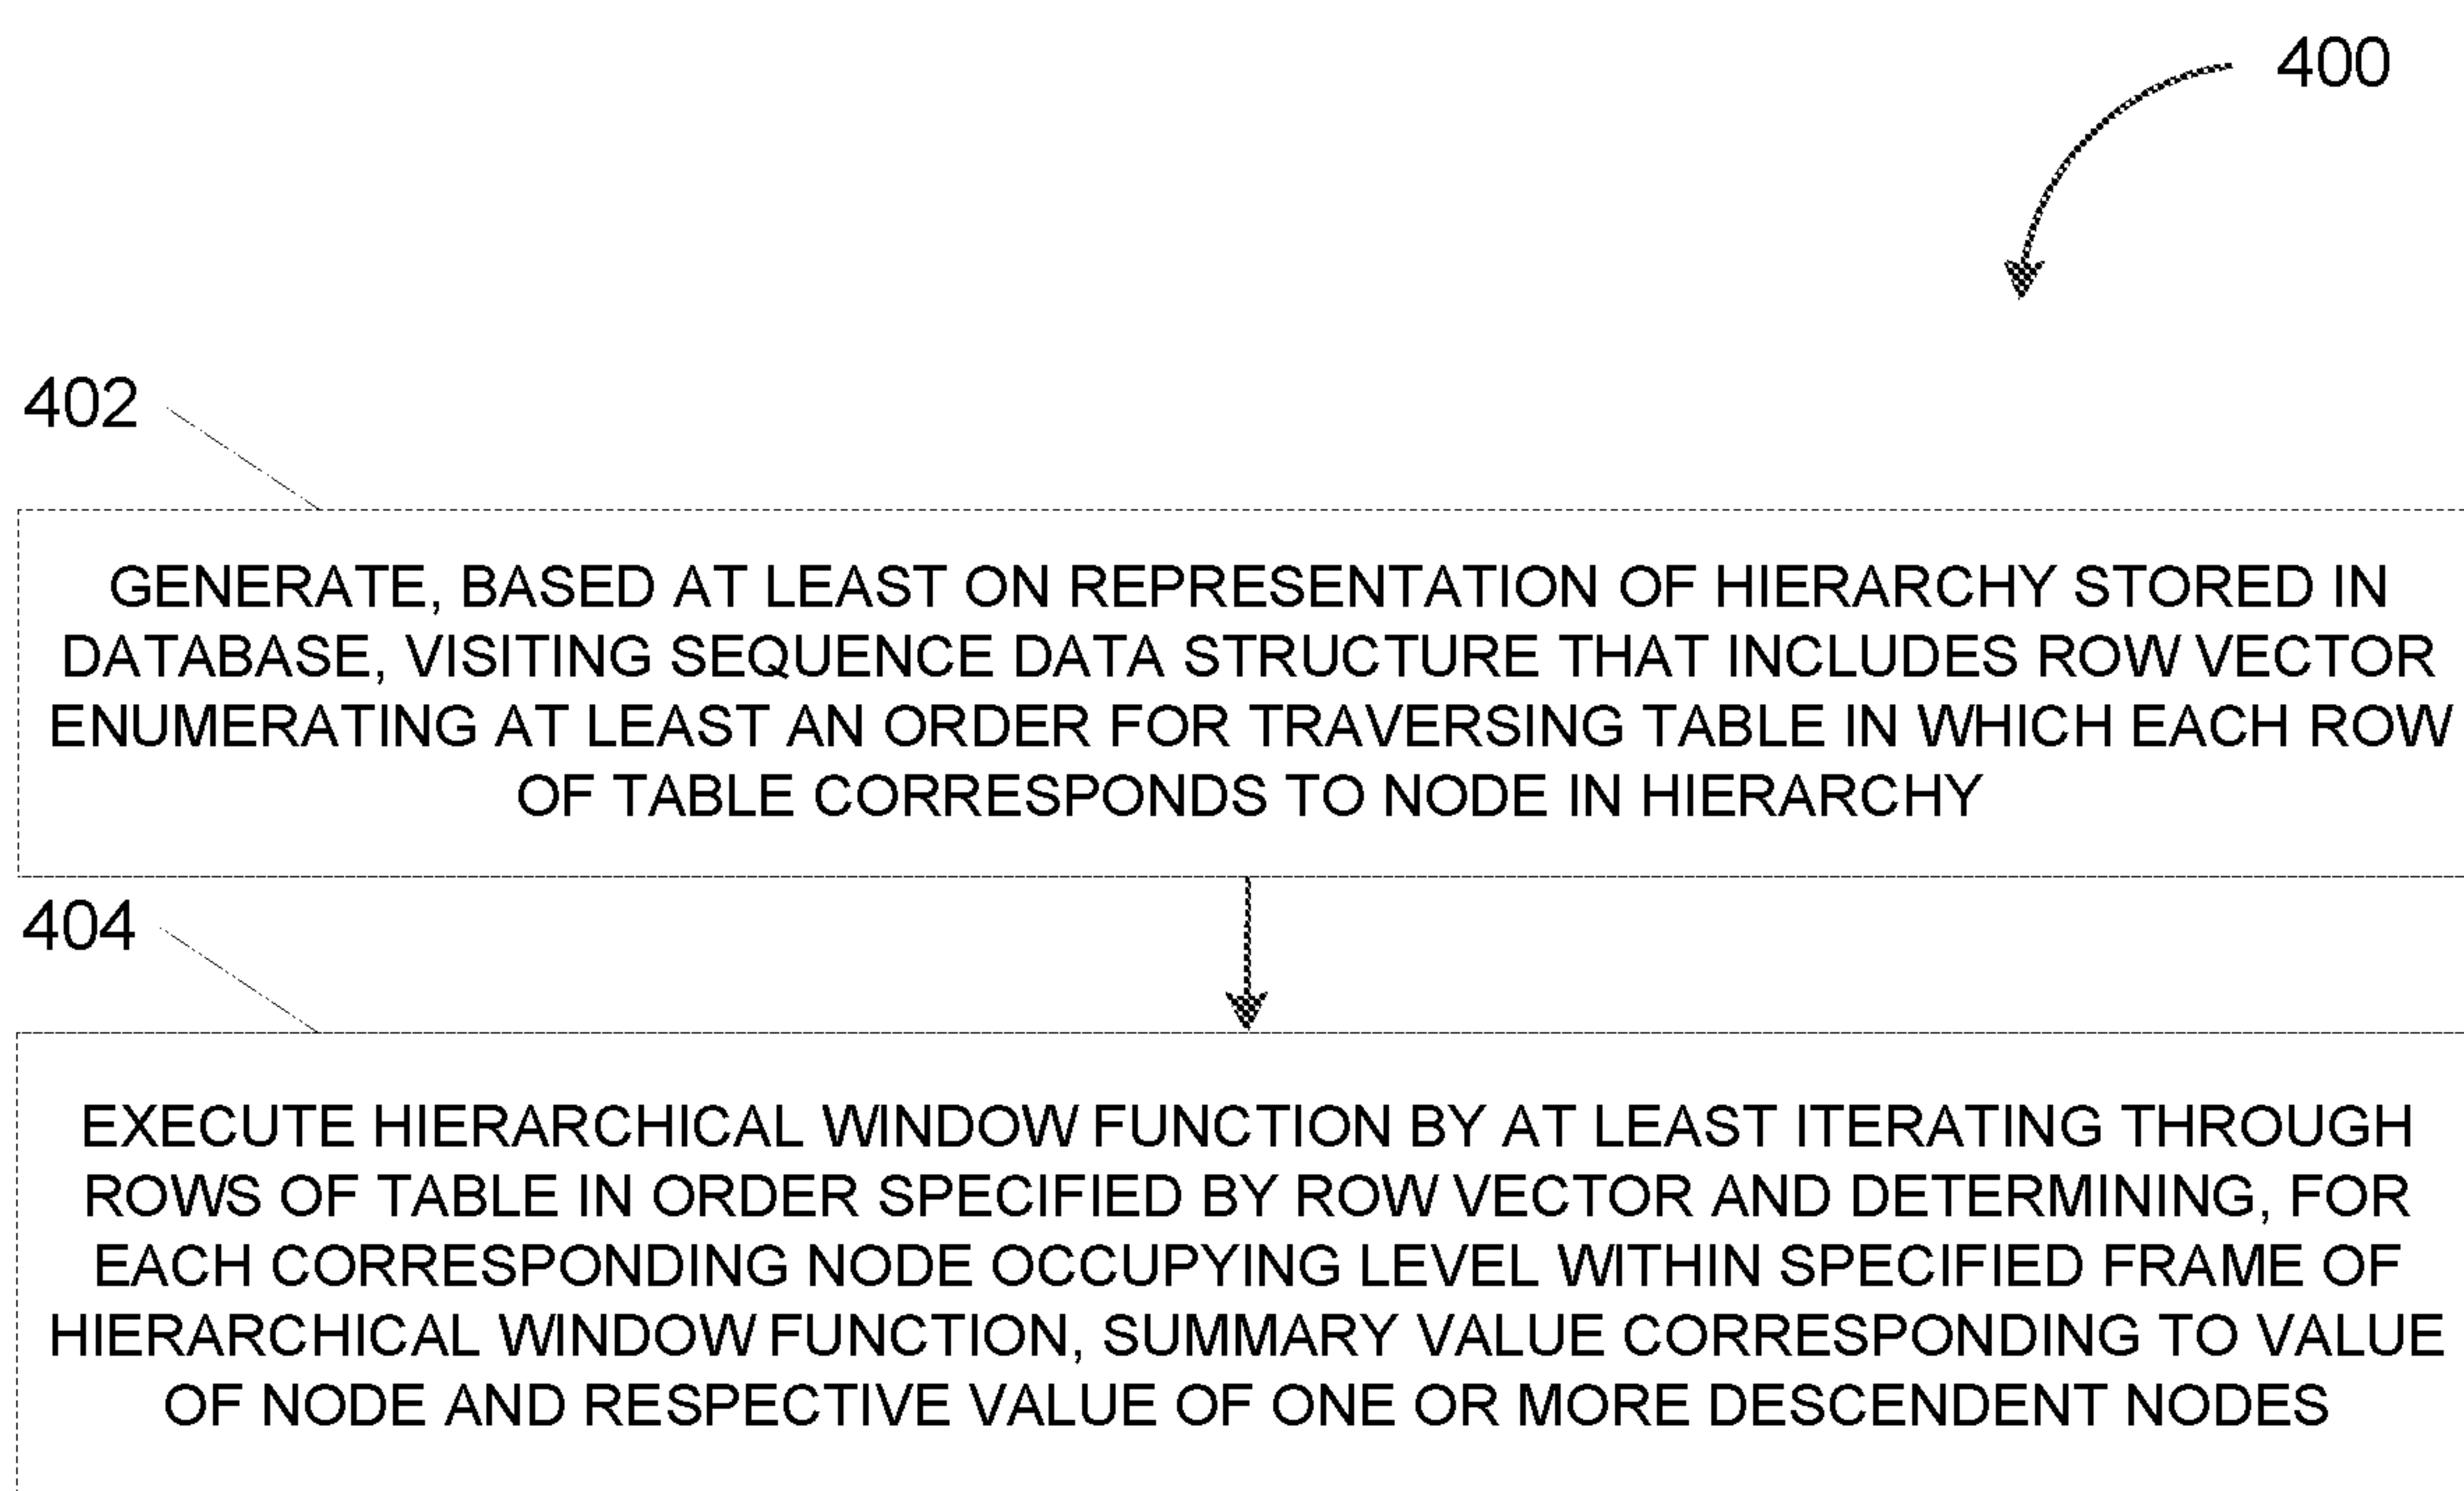 400
402
GENERATE, BASED AT LEAST ON REPRESENTATION OF HIERARCHY STORED IN
DATABASE, VISITING SEQUENCE DATA STRUCTURE THAT INCLUDES ROW VECTOR
ENUMERATING AT LEAST AN ORDER FOR TRAVERSING TABLE IN WHICH EACH ROW
OF TABLE CORRESPONDS TO NODE IN HIERARCHY
404
EXECUTE HIERARCHICAL WINDOW FUNCTION BY AT LEAST ITERATING THROUGH
ROWS OF TABLE IN ORDER SPECIFIED BY ROW VECTOR AND DETERMINING, FOR
EACH CORRESPONDING NODE OCCUPYING LEVEL WITHIN SPECIFIED FRAME OF
HIERARCHICAL WINDOW FUNCTION, SUMMARY VALUE CORRESPONDING TO VALUE
OF NODE AND RESPECTIVE VALUE OF ONE OR MORE DESCENDENT NODES